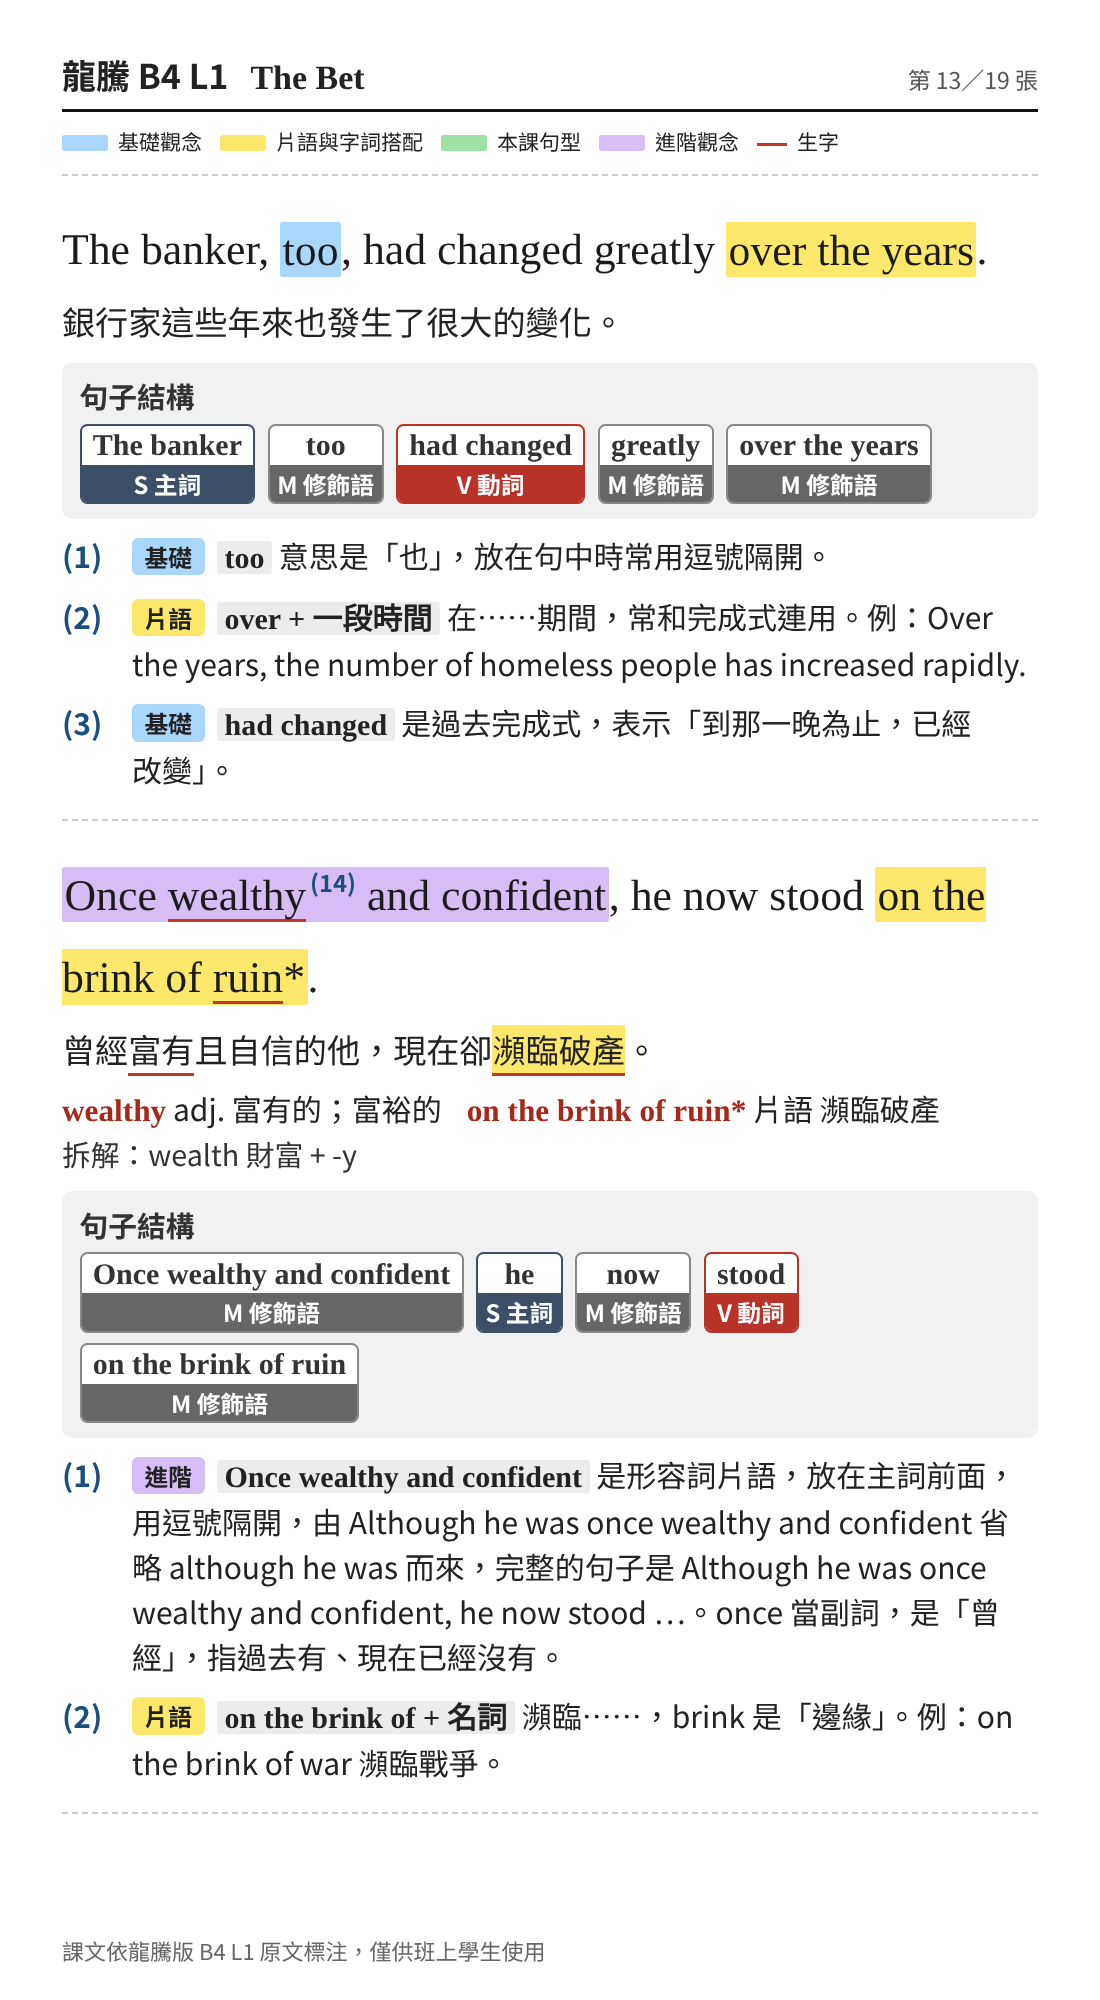 龍騰 B4 L1 The Bet
第 13／19 張
基礎觀念 片語與字詞搭配 本課句型 進階觀念 生字
The banker, too, had changed greatly over the years.
銀行家這些年來也發生了很大的變化。
句子結構
The banker too had changed greatly over the years
S 主詞 M 修飾語 V 動詞 M 修飾語 M 修飾語
(1) 基礎 too 意思是「也」，放在句中時常用逗號隔開。
(2) 片語 over + 一段時間 在……期間，常和完成式連用。例：Over
the years, the number of homeless people has increased rapidly.
(3) 基礎 had changed 是過去完成式，表示「到那一晚為止，已經
改變」。
Once wealthy(14) and confident, he now stood on the
brink of ruin*.
曾經富有且自信的他，現在卻瀕臨破產。
wealthy adj. 富有的；富裕的 on the brink of ruin* 片語 瀕臨破產
拆解：wealth 財富 + -y
句子結構
Once wealthy and confident he now stood
M 修飾語 S 主詞 M 修飾語 V 動詞
on the brink of ruin
M 修飾語
(1) 進階 Once wealthy and confident 是形容詞片語，放在主詞前面，
用逗號隔開，由 Although he was once wealthy and confident 省
略 although he was 而來，完整的句子是 Although he was once
wealthy and confident, he now stood …。once 當副詞，是「曾
經」，指過去有、現在已經沒有。
(2) 片語 on the brink of + 名詞 瀕臨……，brink 是「邊緣」。例：on
the brink of war 瀕臨戰爭。
課文依龍騰版 B4 L1 原文標注，僅供班上學生使用